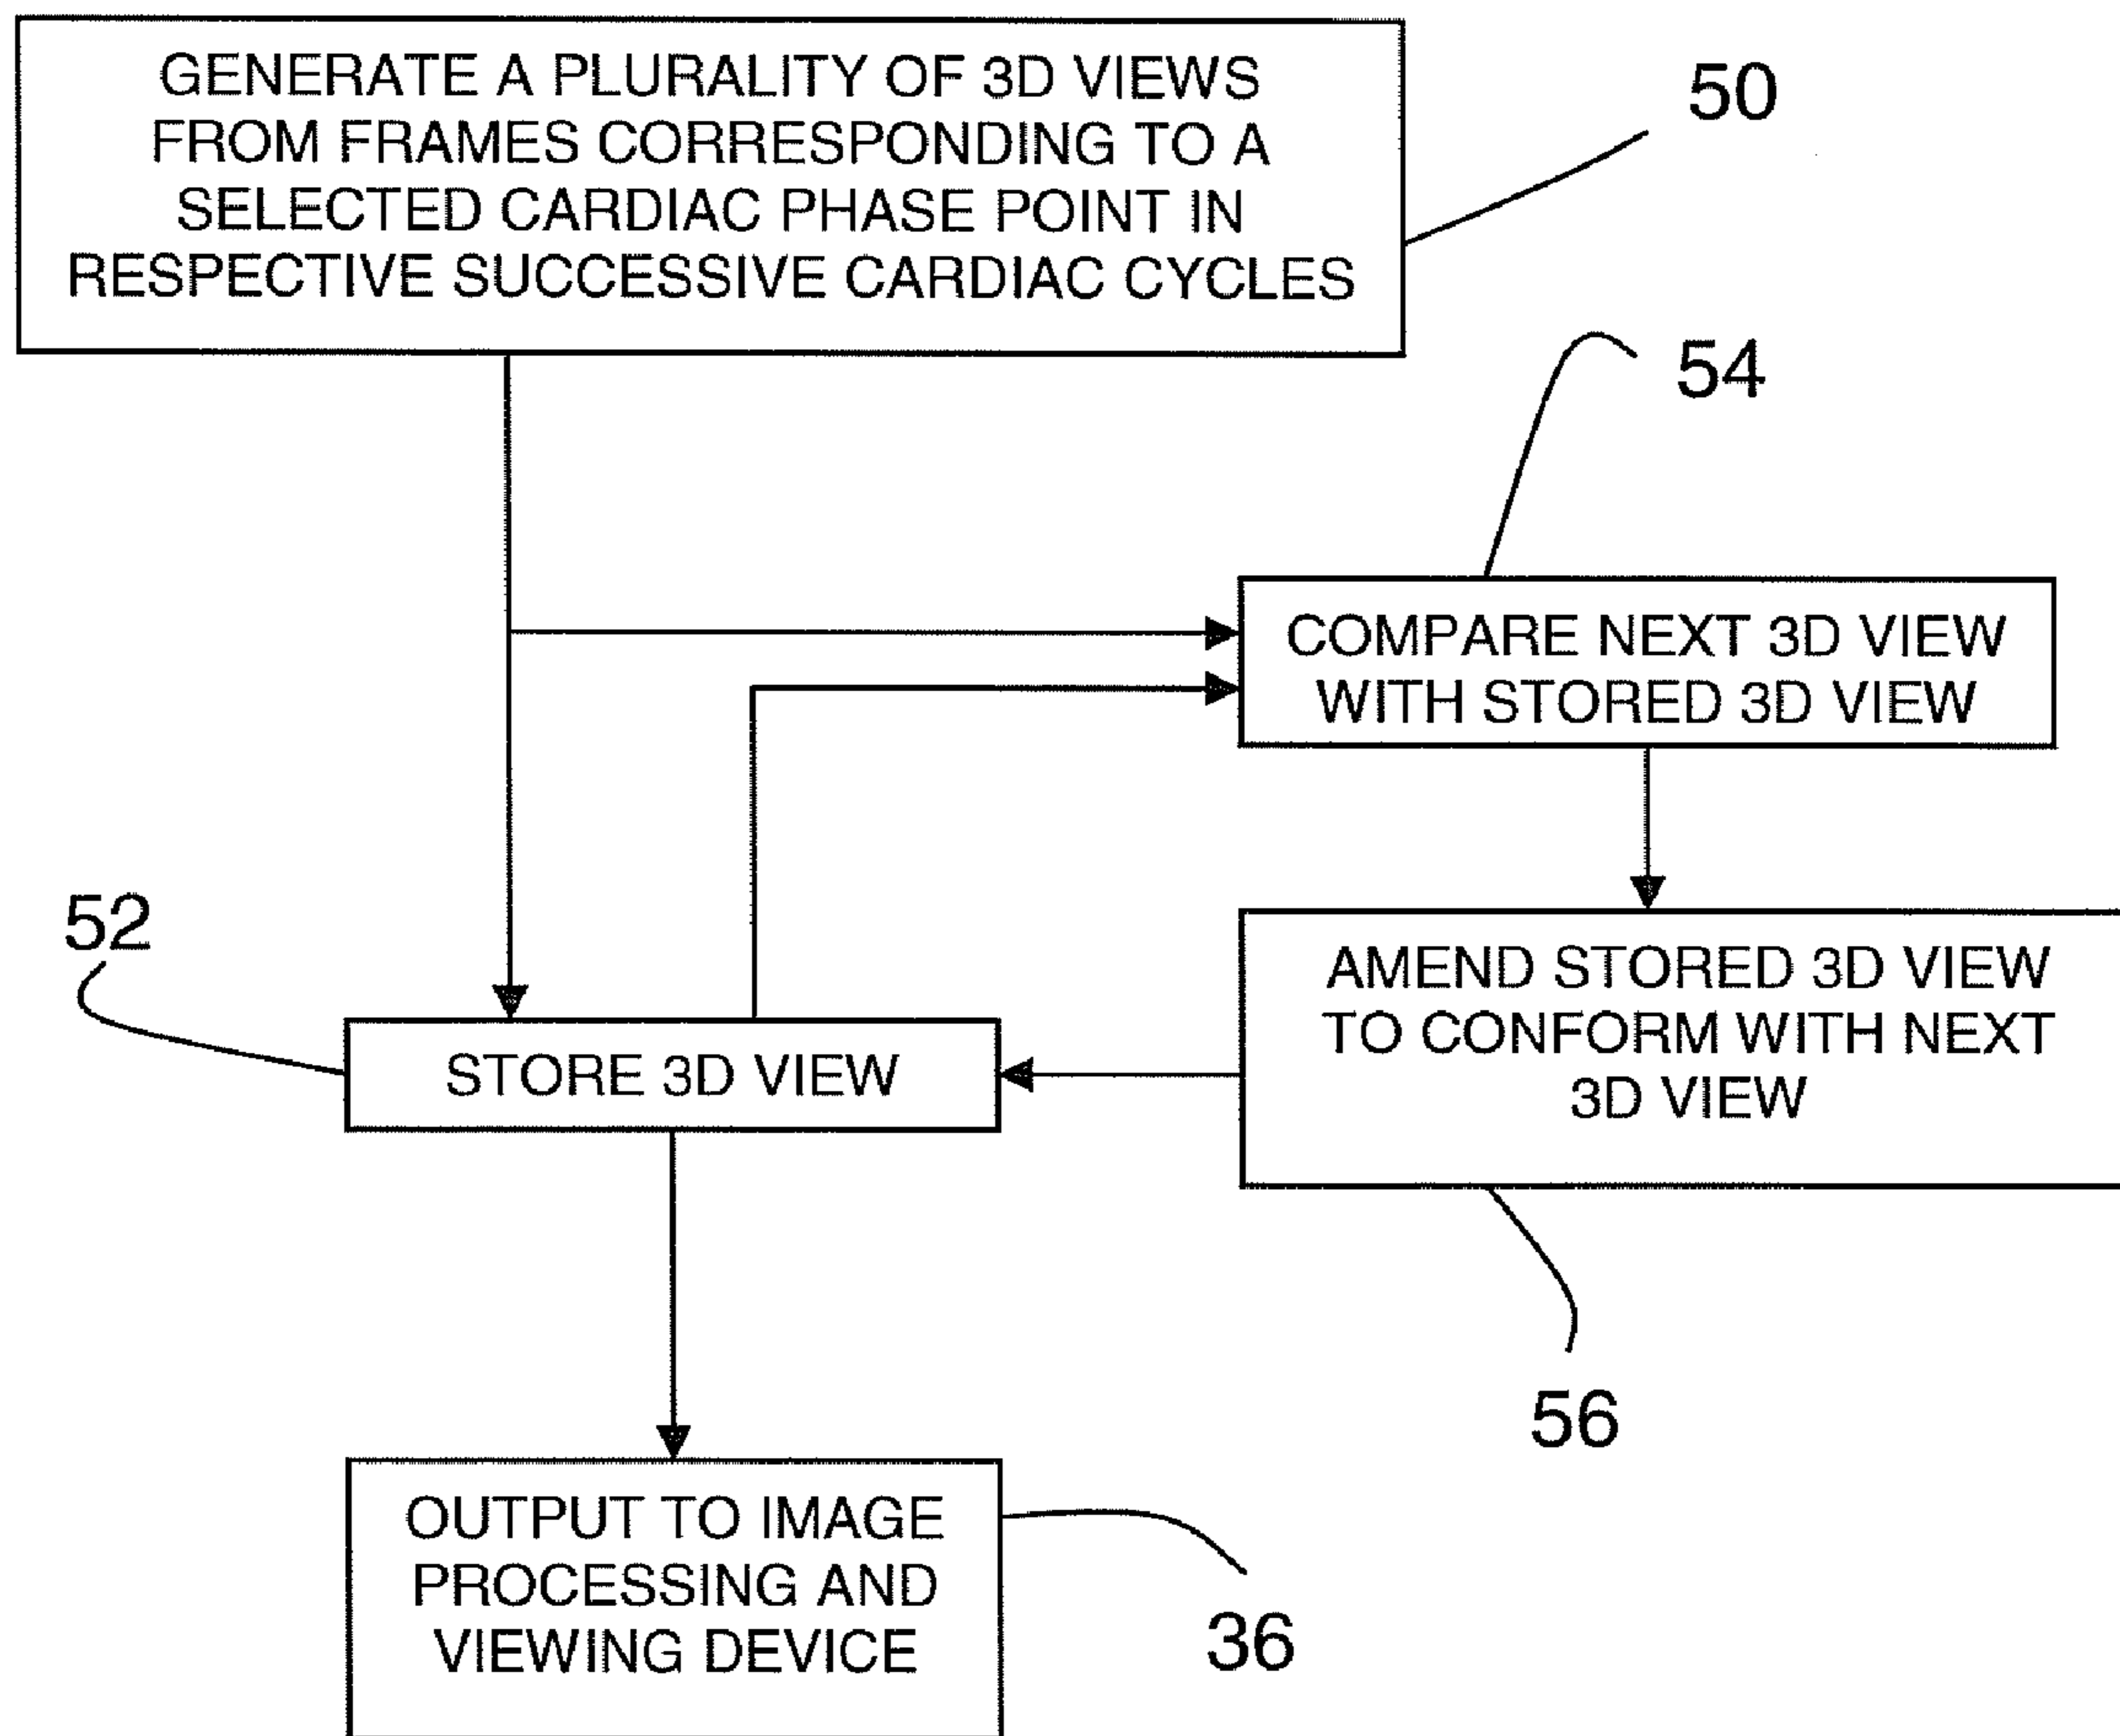 GENERATE A PLURALITY OF 3D VIEWS
FROM FRAMES CORRESPONDING TO A
SELECTED CARDIAC PHASE POINT IN
RESPECTIVE SUCCESSIVE CARDIAC CYCLES
50
54
COMPARE NEXT 3D VIEW
WITH STORED 3D VIEW
52
STORE 3D VIEW
AMEND STORED 3D VIEW
TO CONFORM WITH NEXT
3D VIEW
56
OUTPUT TO IMAGE
PROCESSING AND
VIEWING DEVICE
36